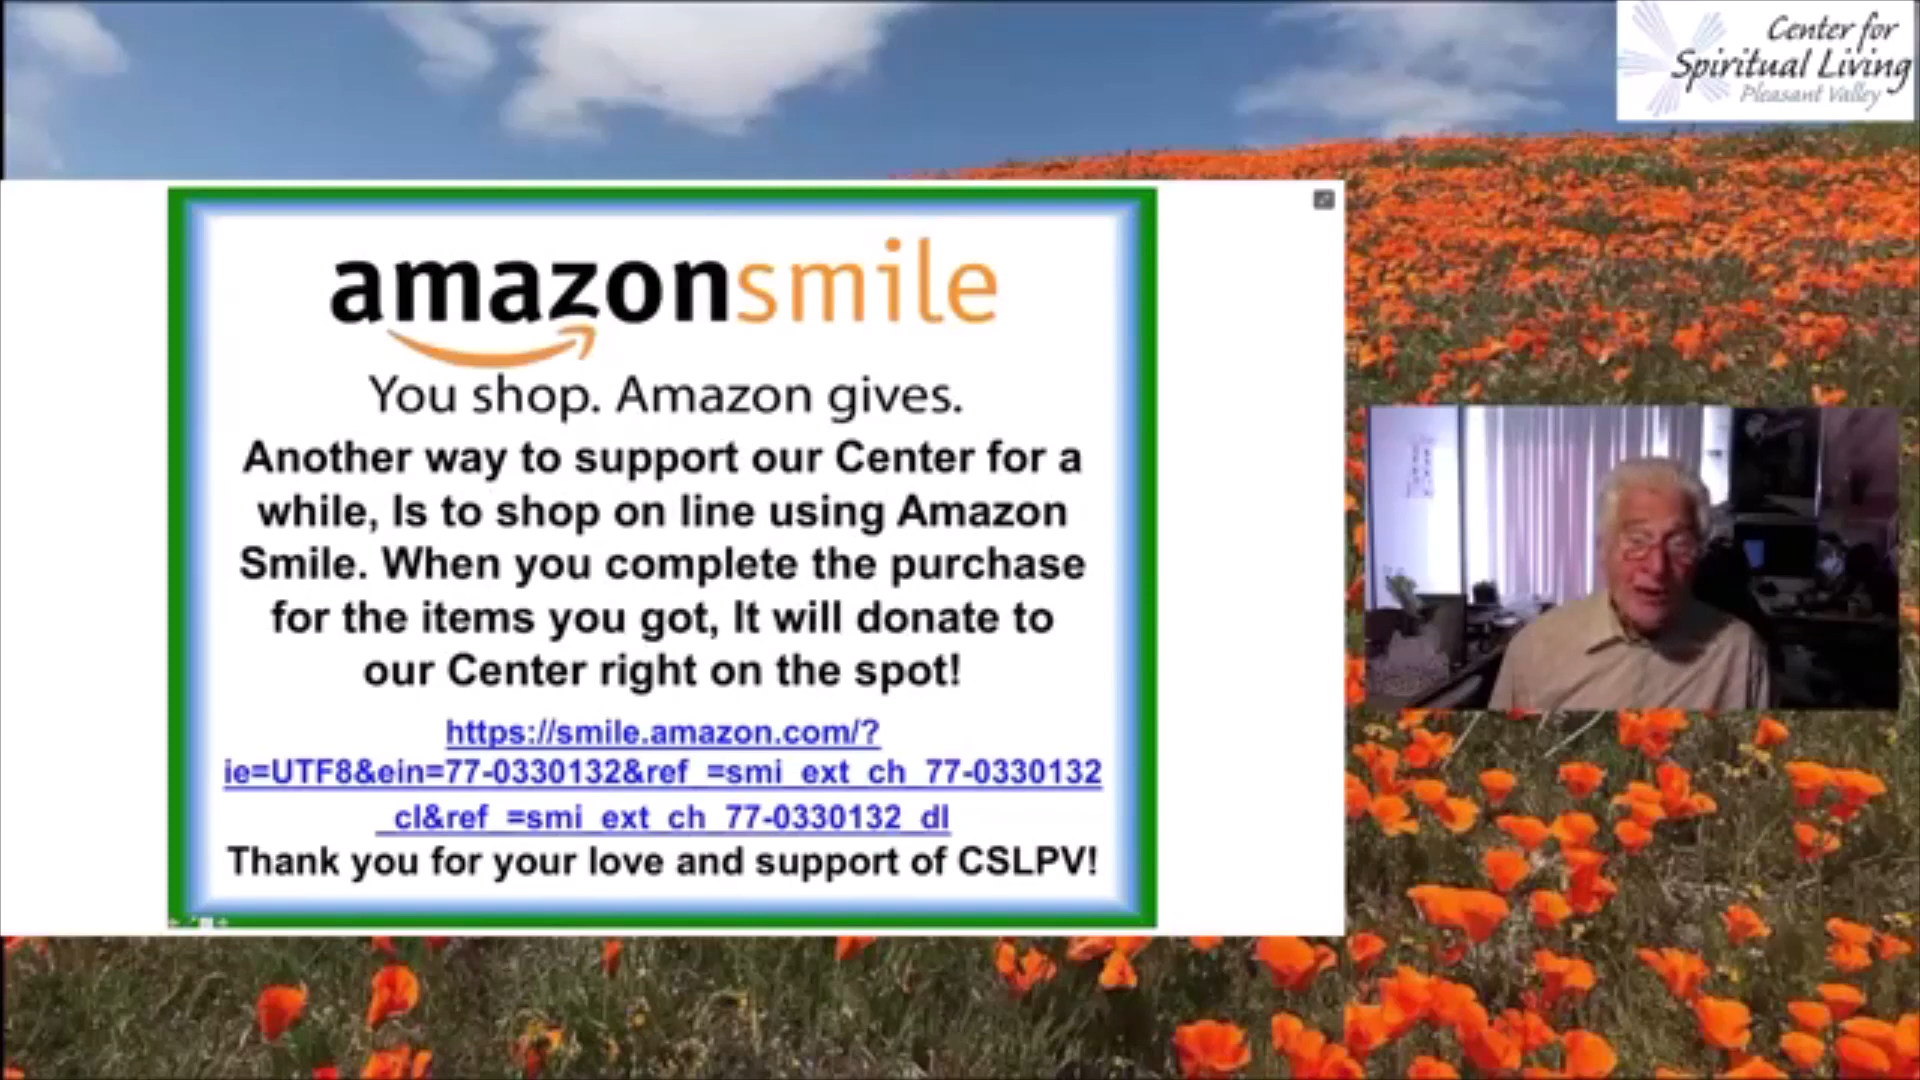 Center for
Spiritual Living
Pleasant Valley
amazonsmile
You shop. Amazon gives.
Another way to support our Center for a
while, Is to shop on line using Amazon
Smile. When you complete the purchase
for the items you got, It will donate to
our Center right on the spot!
https://smile.amazon.com/?
ie=UTF8&ein=77-0330132&ref_=smi_ext_ch_77-0330132
_cl&ref_=smi_ext_ch_77-0330132_dl
Thank you for your love and support of CSLPV!